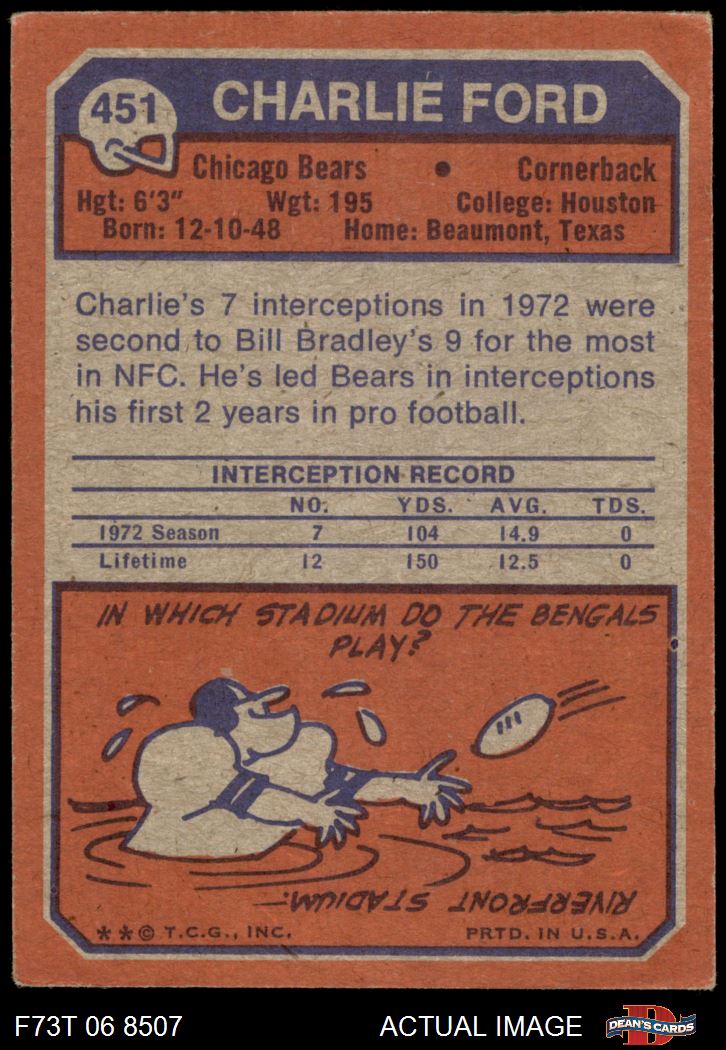 451
CHARLIE FORD
Chicago Bears • Cornerback
Hgt: 6'3" Wgt: 195 College: Houston
Born: 12-10-48 Home: Beaumont, Texas
Charlie's 7 interceptions in 1972 were
second to Bill Bradley's 9 for the most
in NFC. He's led Bears in interceptions
his first 2 years in pro football.
INTERCEPTION RECORD
NO. YDS. AVG. TDS.
1972 Season 7 104 14.9 0
Lifetime 12 150 12.5 0
IN WHICH STADIUM DO THE BENGALS
PLAY?
RIVERFRONT STADIUM.—
**© T.C.G., INC. PRTD. IN U.S.A.
F73T 06 8507 ACTUAL IMAGE
D
DEAN'S CARDS